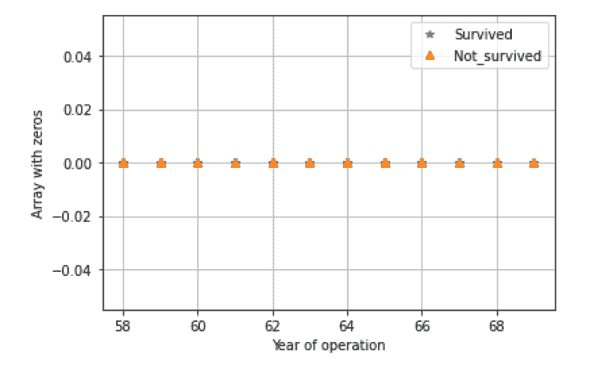 Survived
Not_survived
0.04
0.02
0.00
−0.02
−0.04
Array with zeros
58 60 62 64 66 68
Year of operation